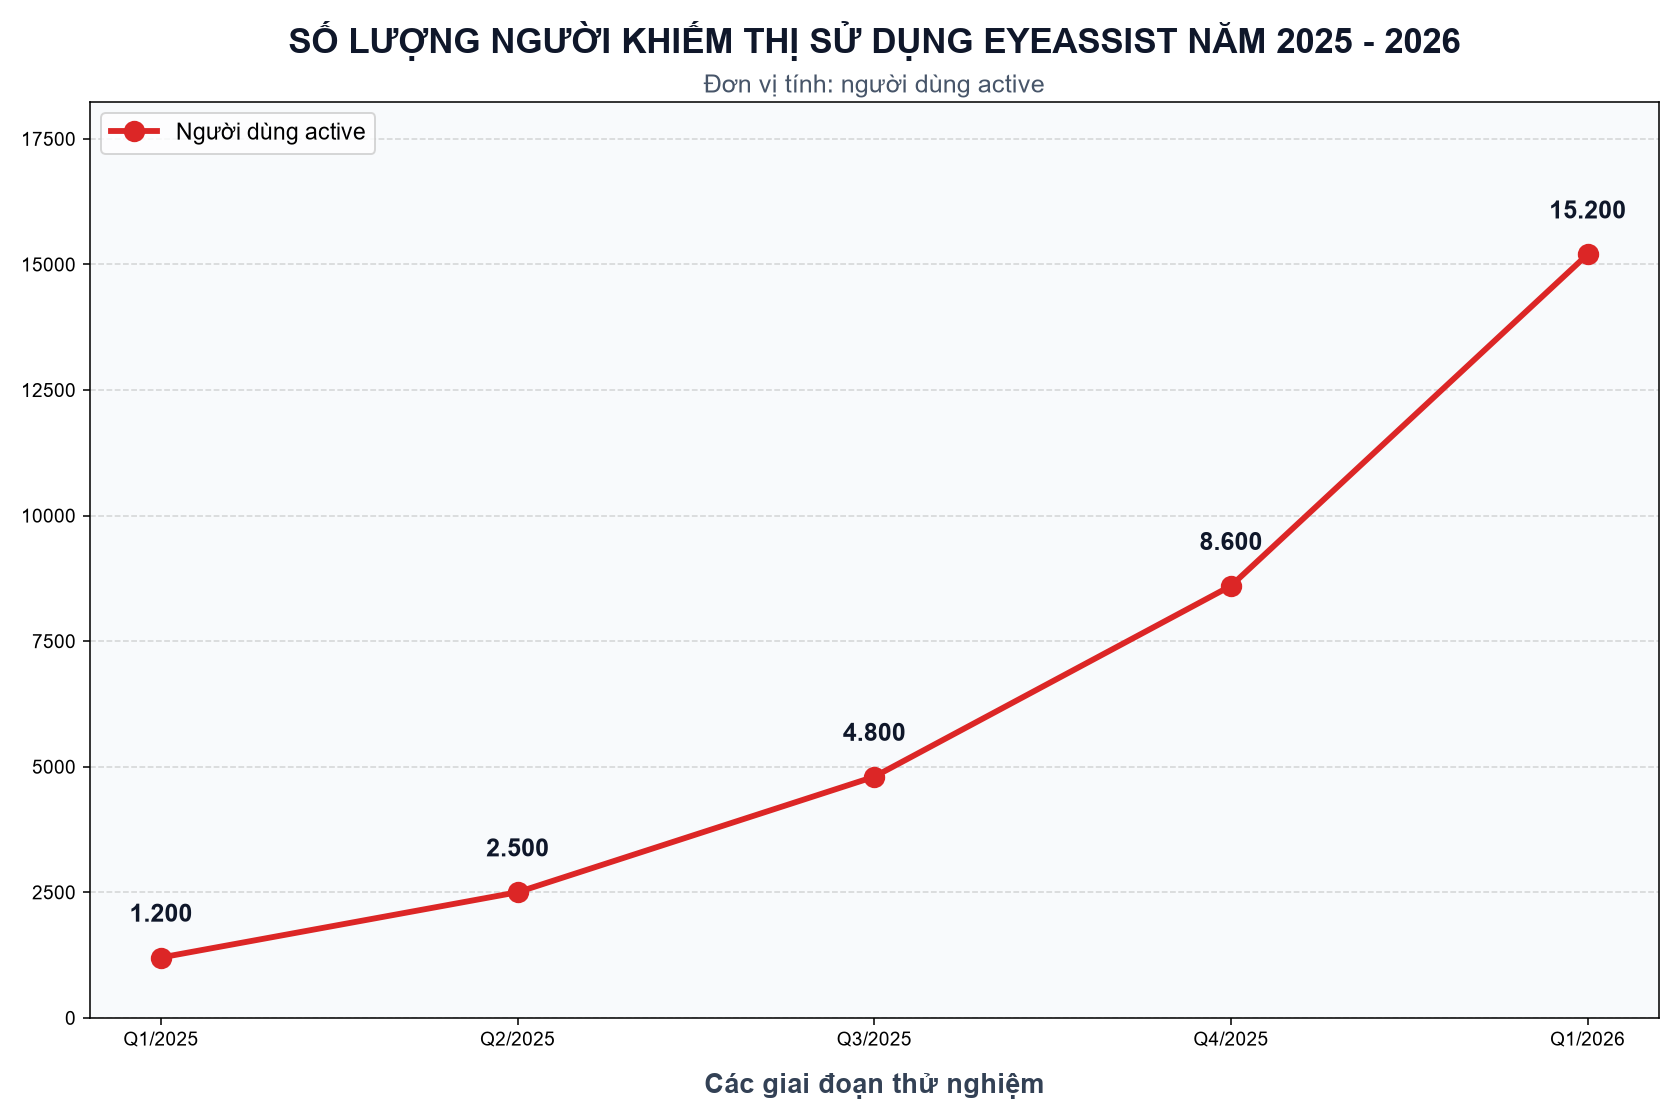 SỐ LƯỢNG NGƯỜI KHIẾM THỊ SỬ DỤNG EYEASSIST NĂM 2025 - 2026
Đơn vị tính: người dùng active
Người dùng active
17500
15000
12500
10000
7500
5000
2500
0
1.200
2.500
4.800
8.600
15.200
Q1/2025
Q2/2025
Q3/2025
Q4/2025
Q1/2026
Các giai đoạn thử nghiệm